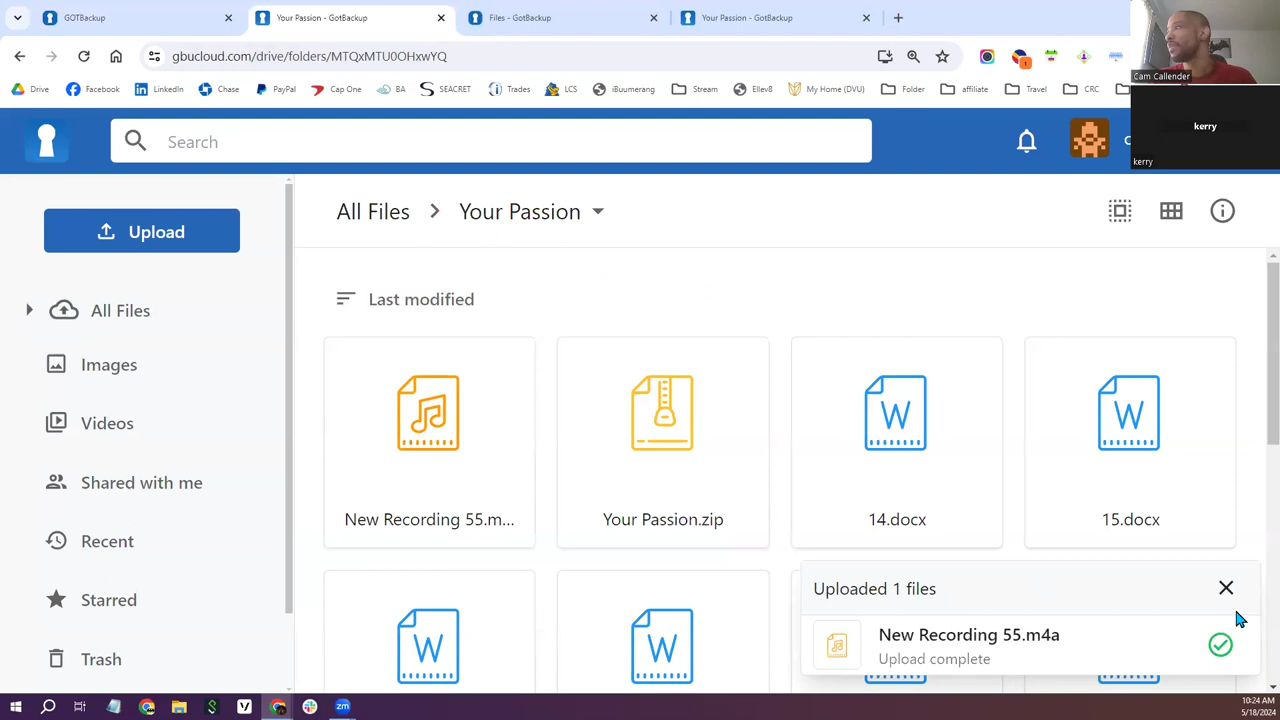 GOTBackup
Your Passion - GotBackup
Files - GotBackup
Your Passion - GotBackup
gbucloud.com/drive/folders/MTQxMTU0OHxwYQ
Cam Callender
Drive
Facebook
LinkedIn
Chase
PayPal
Cap One
BA
SEACRET
Trades
LCS
iBuumerang
Stream
Ellev8
My Home (DVU)
Folder
affiliate
Travel
CRC
kerry
kerry
Search
Upload
All Files
Your Passion
All Files
Images
Videos
Shared with me
Recent
Starred
Trash
Last modified
New Recording 55.m...
Your Passion.zip
W
14.docx
W
15.docx
W
W
Uploaded 1 files
New Recording 55.m4a
Upload complete
10:24 AM
5/18/2024